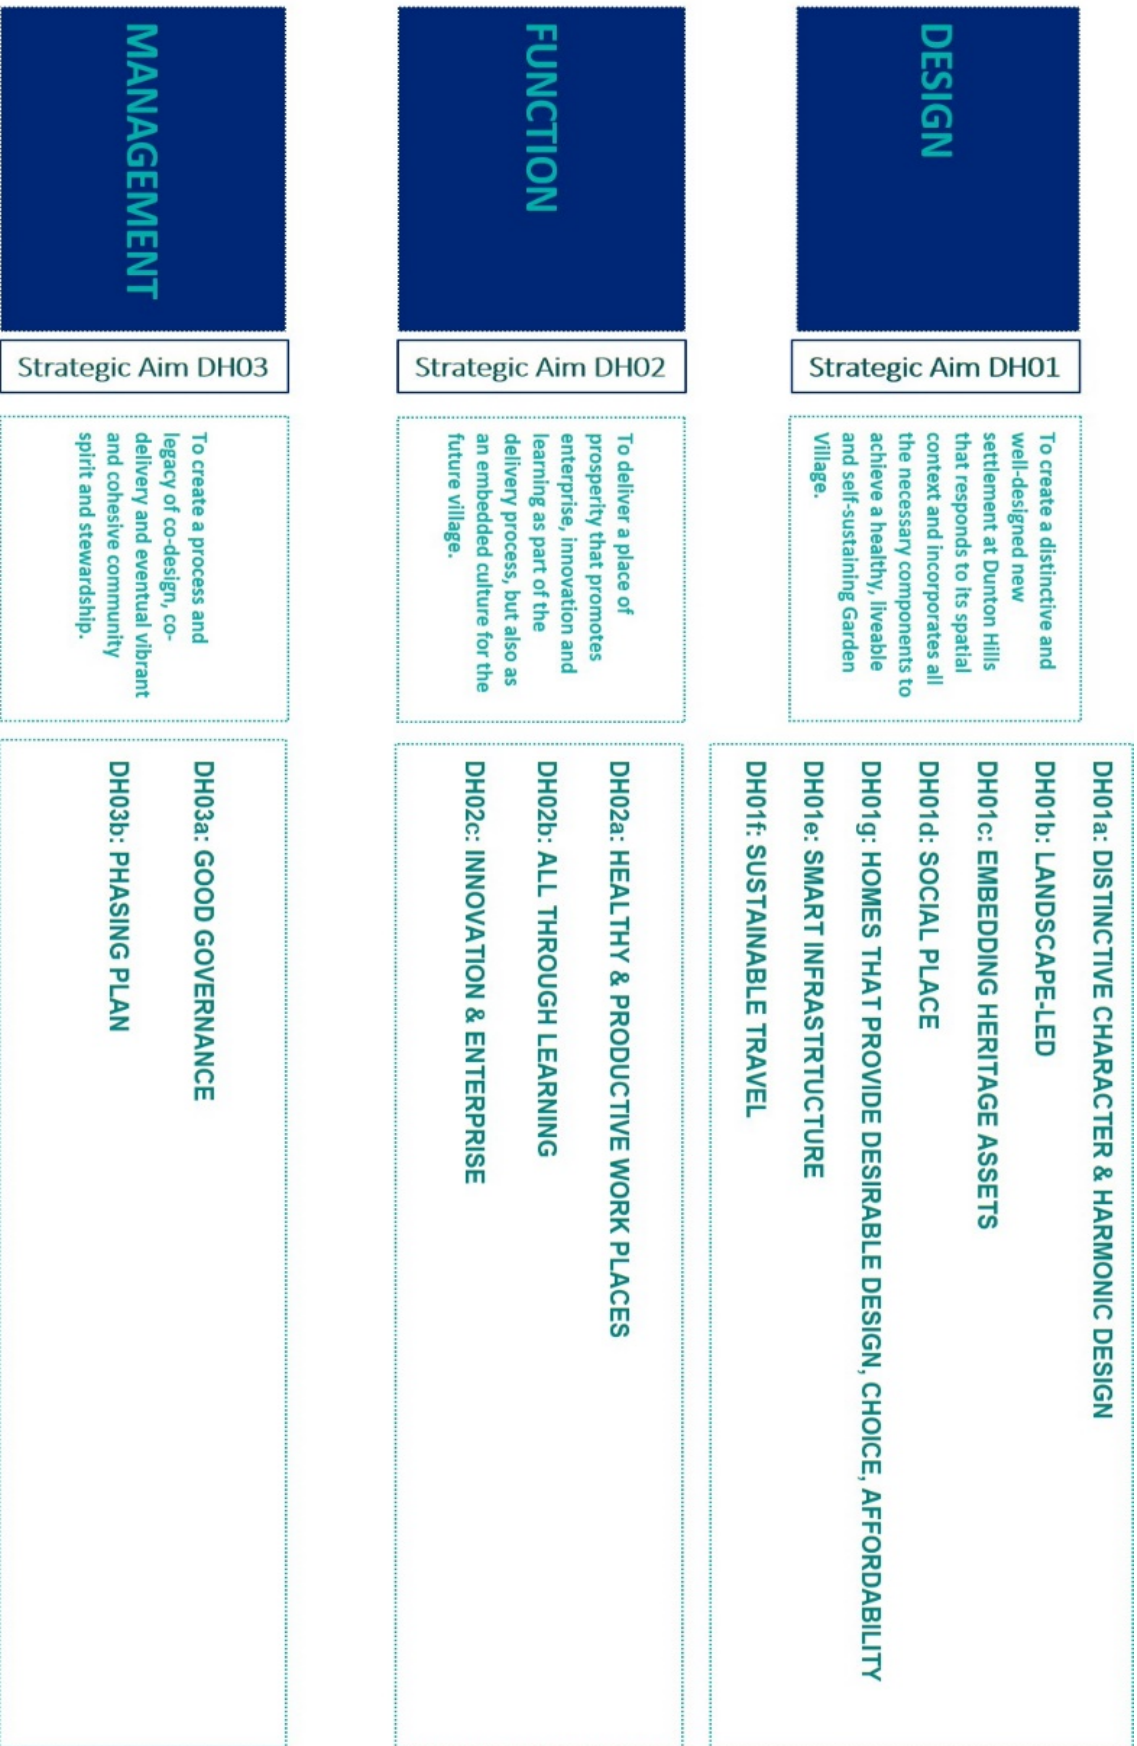 DESIGN
Strategic Aim DH01
To create a distinctive and
well-designed new
settlement at Dunton Hills
that responds to its spatial
context and incorporates all
the necessary components to
achieve a healthy, liveable
and self-sustaining Garden
Village.
DH01a: DISTINCTIVE CHARACTER & HARMONIC DESIGN
DH01b: LANDSCAPE-LED
DH01c: EMBEDDING HERITAGE ASSETS
DH01d: SOCIAL PLACE
DH01g: HOMES THAT PROVIDE DESIRABLE DESIGN, CHOICE, AFFORDABILITY
DH01e: SMART INFRASTRTUCTURE
DH01f: SUSTAINABLE TRAVEL
FUNCTION
Strategic Aim DH02
To deliver a place of
prosperity that promotes
enterprise, innovation and
learning as part of the
delivery process, but also as
an embedded culture for the
future village.
DH02a: HEALTHY & PRODUCTIVE WORK PLACES
DH02b: ALL THROUGH LEARNING
DH02c: INNOVATION & ENTERPRISE
MANAGEMENT
Strategic Aim DH03
To create a process and
legacy of co-design, co-
delivery and eventual vibrant
and cohesive community
spirit and stewardship.
DH03a: GOOD GOVERNANCE
DH03b: PHASING PLAN